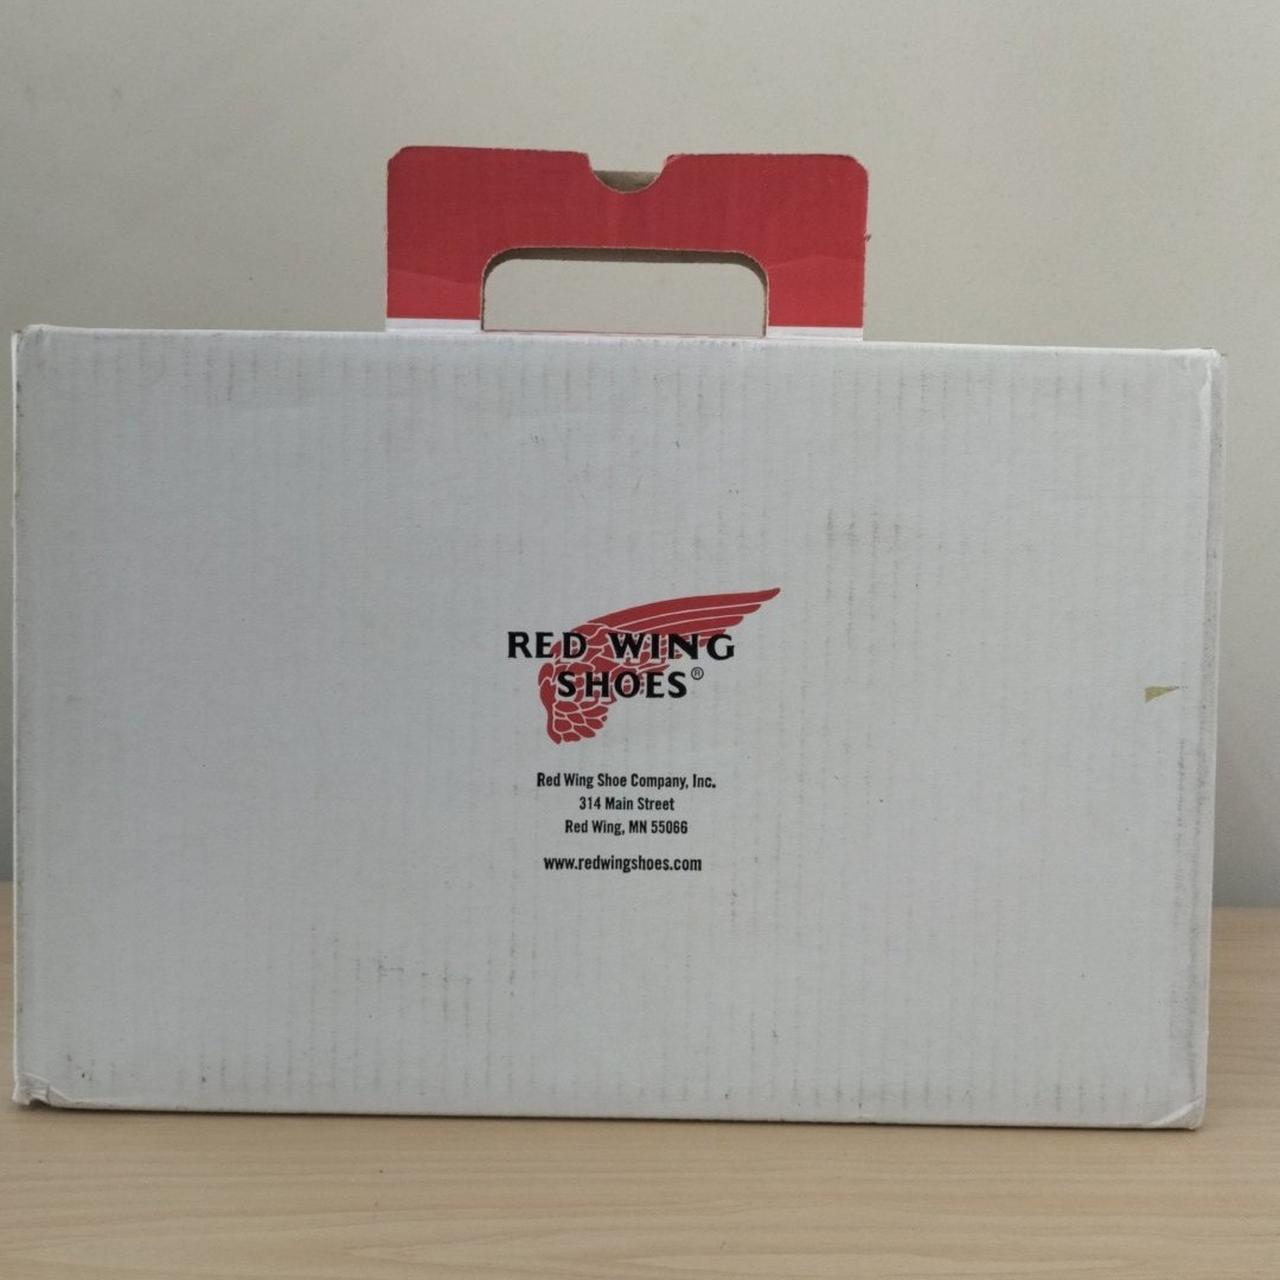 RED WING
SHOES®
Red Wing Shoe Company, Inc.
314 Main Street
Red Wing, MN 55066
www.redwingshoes.com